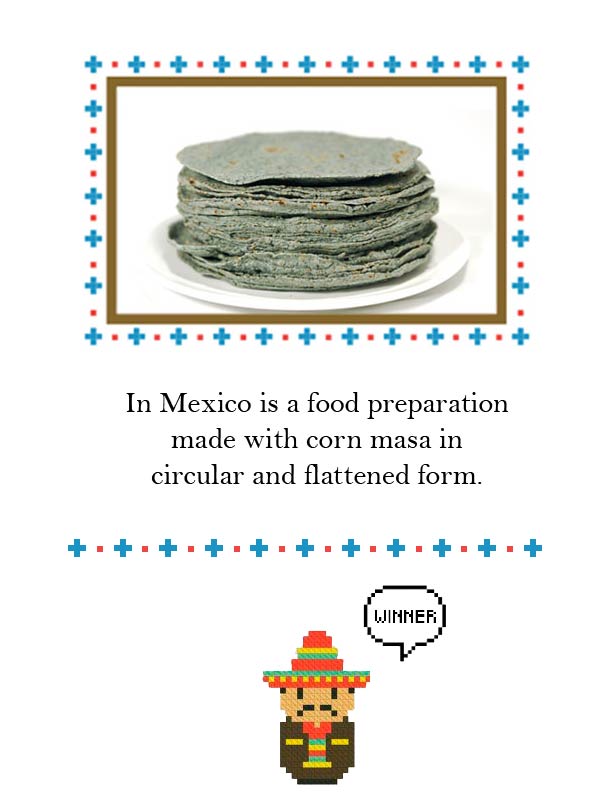 In Mexico is a food preparation
made with corn masa in
circular and flattened form.
WINNER